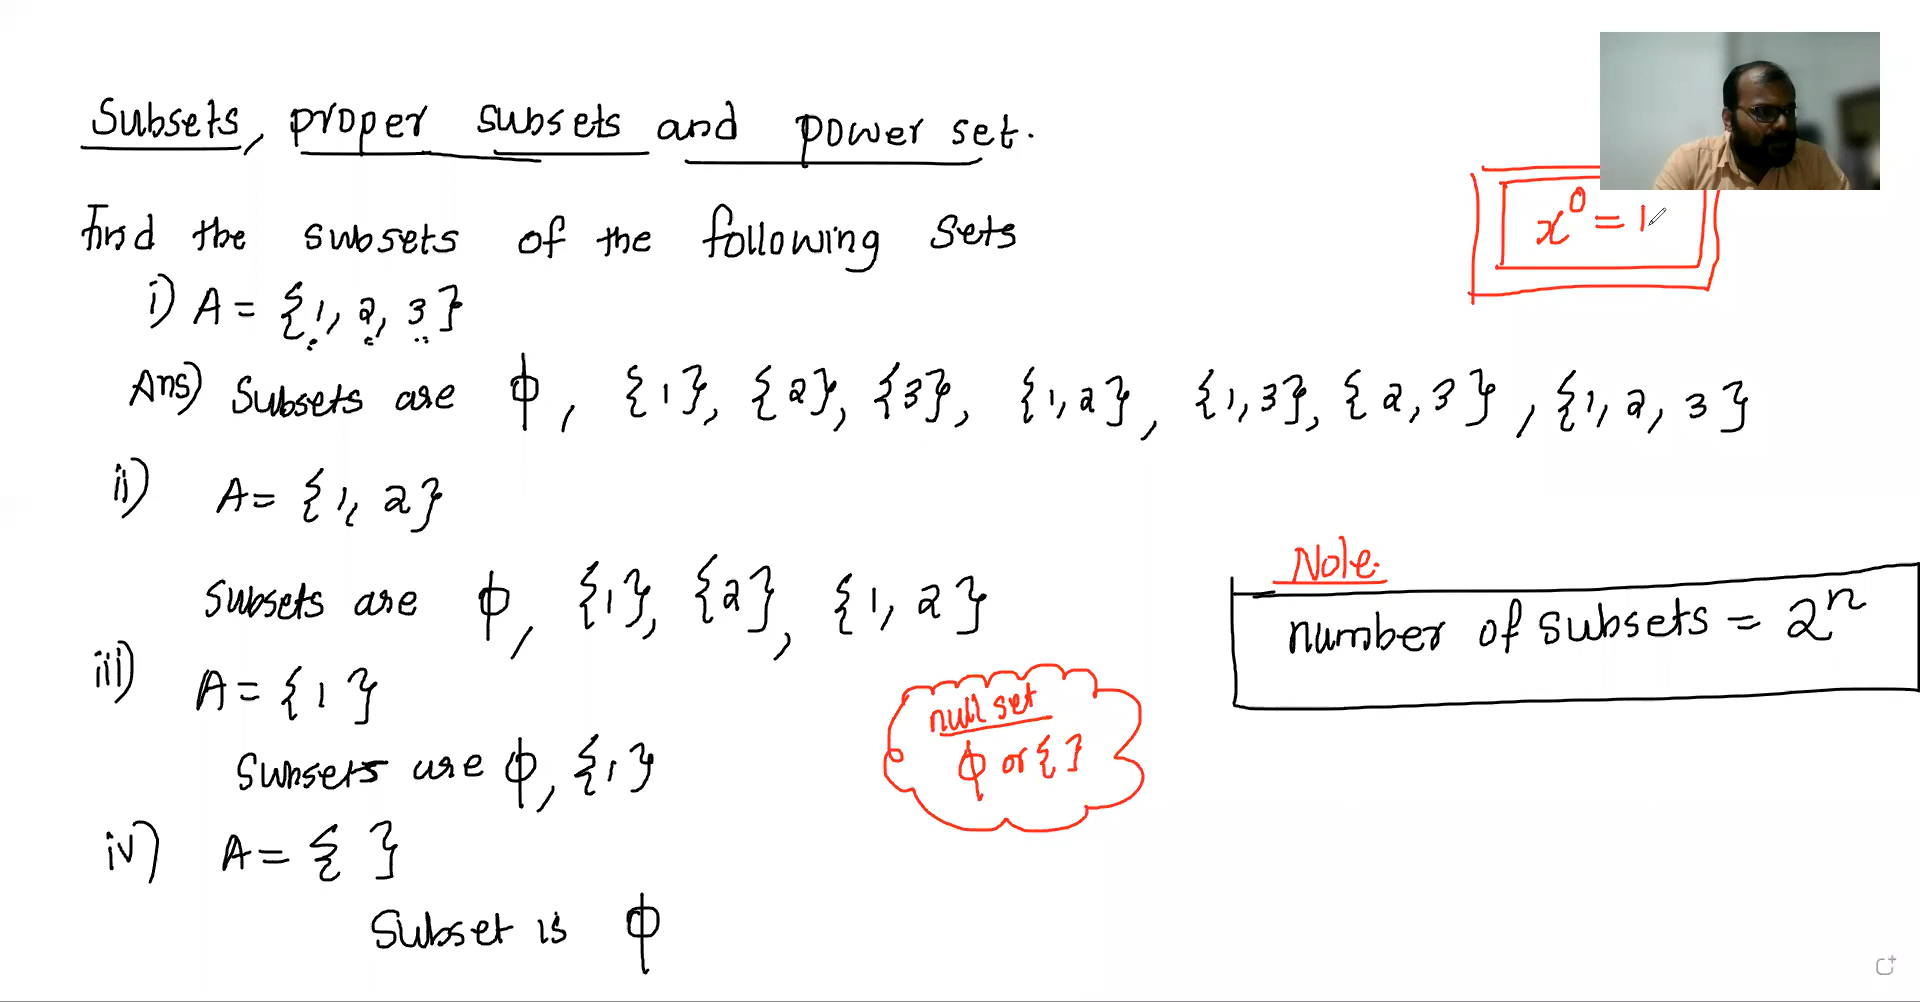 Subsets, proper subsets and power set.
Find the subsets of the following sets
i) A = {1, 2, 3}
Ans) Subsets are ϕ, {1}, {2}, {3}, {1,2}, {1,3}, {2,3}, {1, 2, 3}
ii) A = {1, 2}
Subsets are ϕ, {1}, {2}, {1, 2}
iii) A = {1}
Subsets are ϕ, {1}
iv) A = { }
Subset is ϕ
x⁰ = 1
Note
number of subsets = 2ⁿ
null set
ϕ or { }